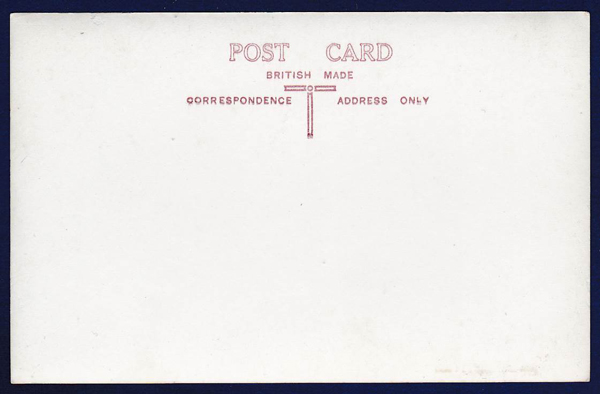 POST CARD
BRITISH MADE
CORRESPONDENCE ADDRESS ONLY